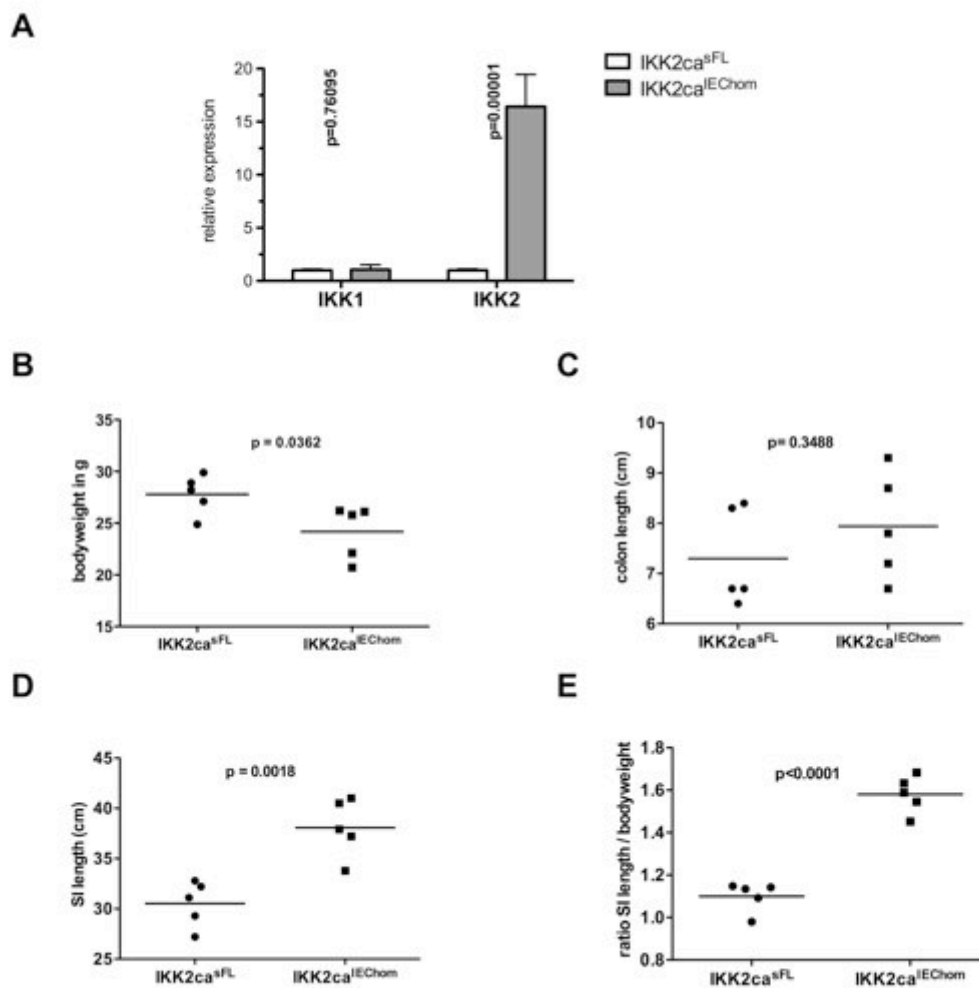 A
IKK2ca^sFL
IKK2ca^IEChom
relative expression
20
15
10
5
0
p=0.76095
p=0.00001
IKK1
IKK2
B
bodyweight in g
35
30
25
20
15
p = 0.0362
IKK2ca^sFL
IKK2ca^IEChom
C
colon length (cm)
10
9
8
7
6
p= 0.3488
IKK2ca^sFL
IKK2ca^IEChom
D
SI length (cm)
45
40
35
30
25
p = 0.0018
IKK2ca^sFL
IKK2ca^IEChom
E
ratio SI length / bodyweight
1.8
1.6
1.4
1.2
1.0
0.8
p<0.0001
IKK2ca^sFL
IKK2ca^IEChom